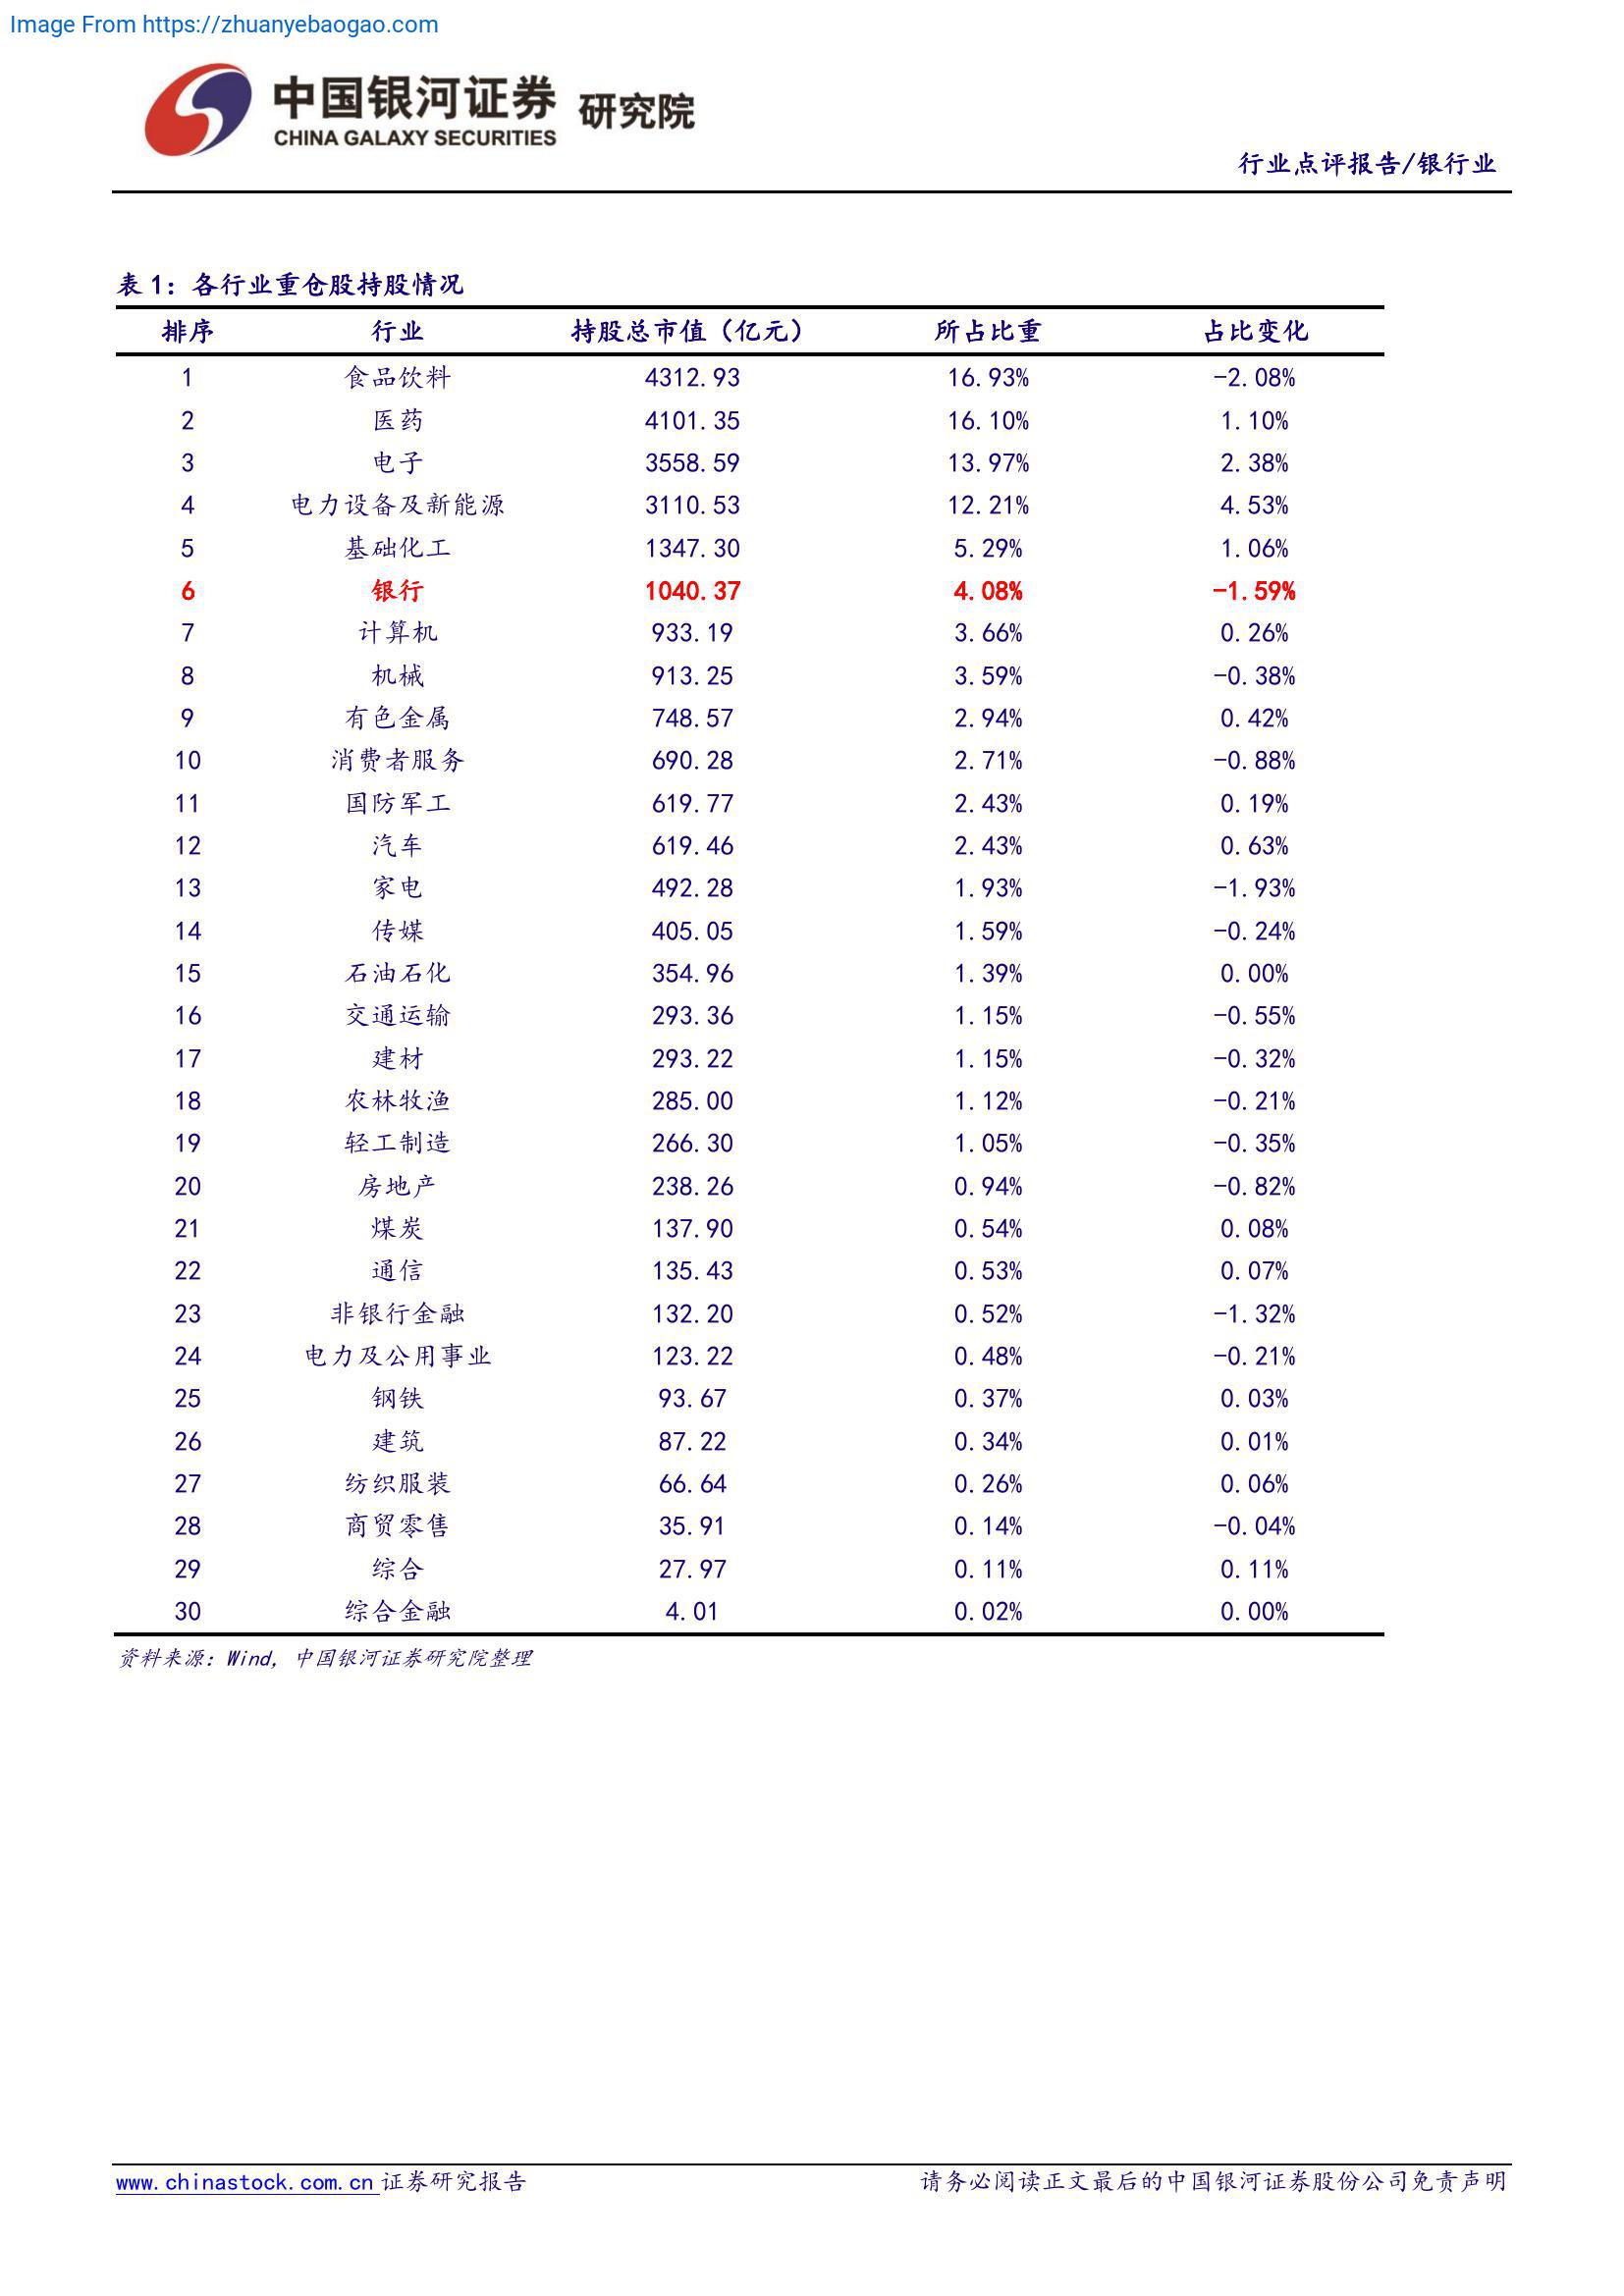 Image From https://zhuanyebaogao.com
中国银河证券 研究院
CHINA GALAXY SECURITIES
行业点评报告/银行业
表 1：各行业重仓股持股情况
排序 行业 持股总市值（亿元） 所占比重 占比变化
1 食品饮料 4312.93 16.93% -2.08%
2 医药 4101.35 16.10% 1.10%
3 电子 3558.59 13.97% 2.38%
4 电力设备及新能源 3110.53 12.21% 4.53%
5 基础化工 1347.30 5.29% 1.06%
6 银行 1040.37 4.08% -1.59%
7 计算机 933.19 3.66% 0.26%
8 机械 913.25 3.59% -0.38%
9 有色金属 748.57 2.94% 0.42%
10 消费者服务 690.28 2.71% -0.88%
11 国防军工 619.77 2.43% 0.19%
12 汽车 619.46 2.43% 0.63%
13 家电 492.28 1.93% -1.93%
14 传媒 405.05 1.59% -0.24%
15 石油石化 354.96 1.39% 0.00%
16 交通运输 293.36 1.15% -0.55%
17 建材 293.22 1.15% -0.32%
18 农林牧渔 285.00 1.12% -0.21%
19 轻工制造 266.30 1.05% -0.35%
20 房地产 238.26 0.94% -0.82%
21 煤炭 137.90 0.54% 0.08%
22 通信 135.43 0.53% 0.07%
23 非银行金融 132.20 0.52% -1.32%
24 电力及公用事业 123.22 0.48% -0.21%
25 钢铁 93.67 0.37% 0.03%
26 建筑 87.22 0.34% 0.01%
27 纺织服装 66.64 0.26% 0.06%
28 商贸零售 35.91 0.14% -0.04%
29 综合 27.97 0.11% 0.11%
30 综合金融 4.01 0.02% 0.00%
资料来源：Wind，中国银河证券研究院整理
www.chinastock.com.cn 证券研究报告 请务必阅读正文最后的中国银河证券股份公司免责声明